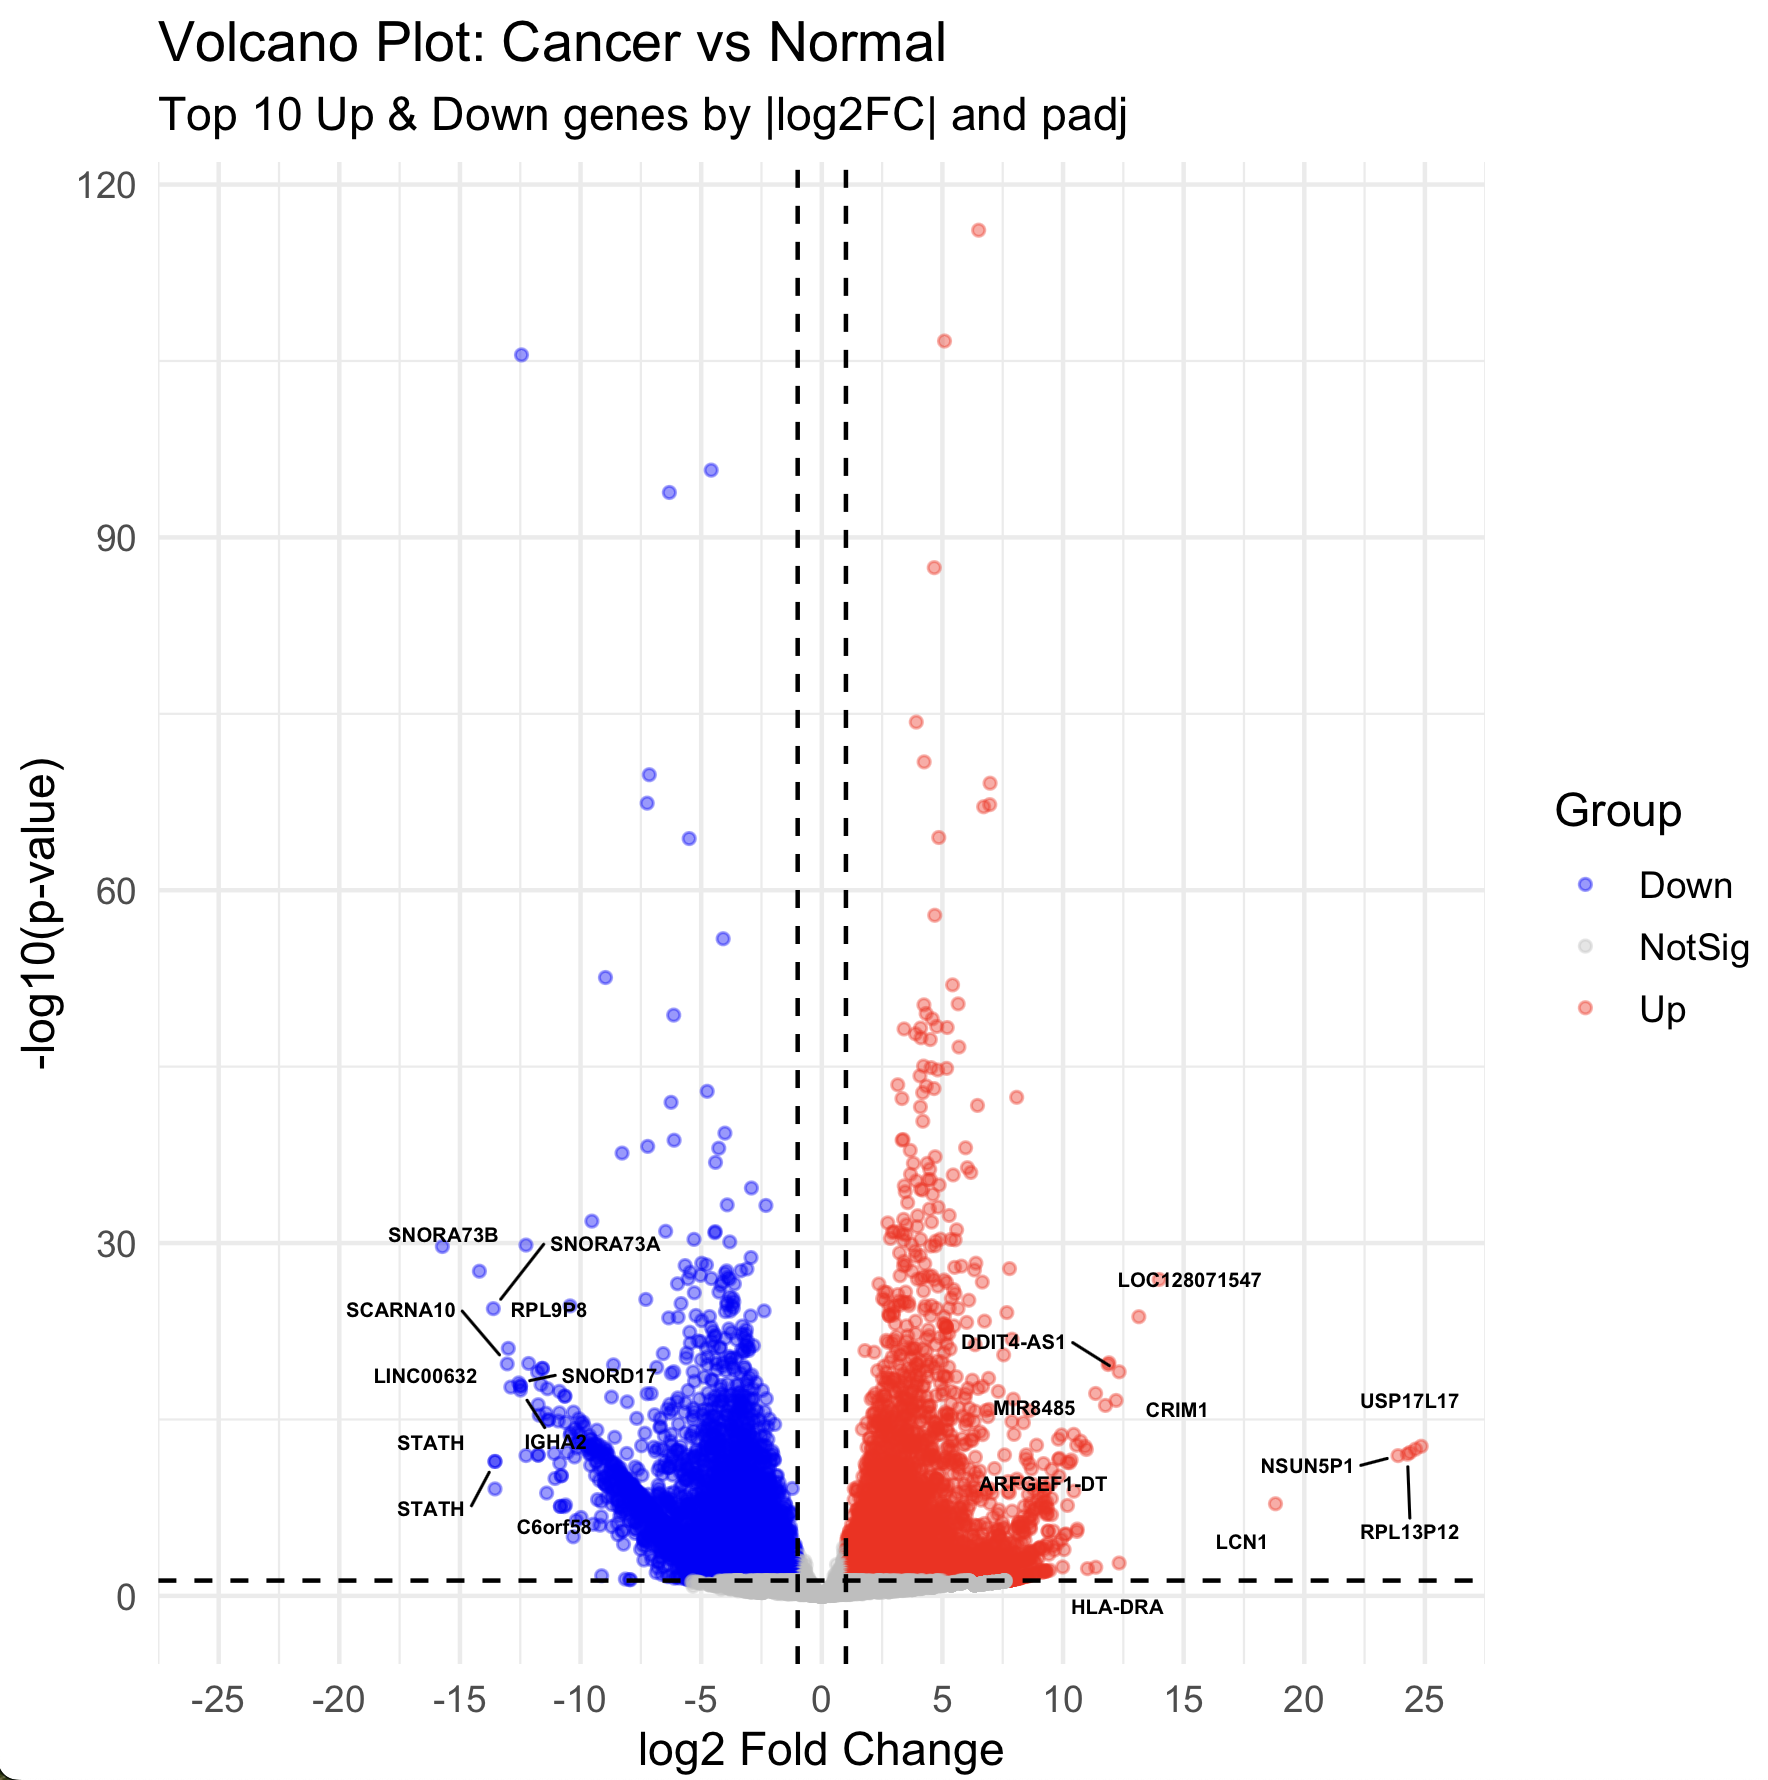 Volcano Plot: Cancer vs Normal
Top 10 Up & Down genes by |log2FC| and padj
120
90
60
30
0
-log10(p-value)
SNORA73B
SNORA73A
SCARNA10
RPL9P8
LINC00632
SNORD17
STATH
IGHA2
STATH
C6orf58
LOC128071547
DDIT4-AS1
MIR8485
CRIM1
USP17L17
NSUN5P1
ARFGEF1-DT
RPL13P12
LCN1
HLA-DRA
-25
-20
-15
-10
-5
0
5
10
15
20
25
log2 Fold Change
Group
Down
NotSig
Up